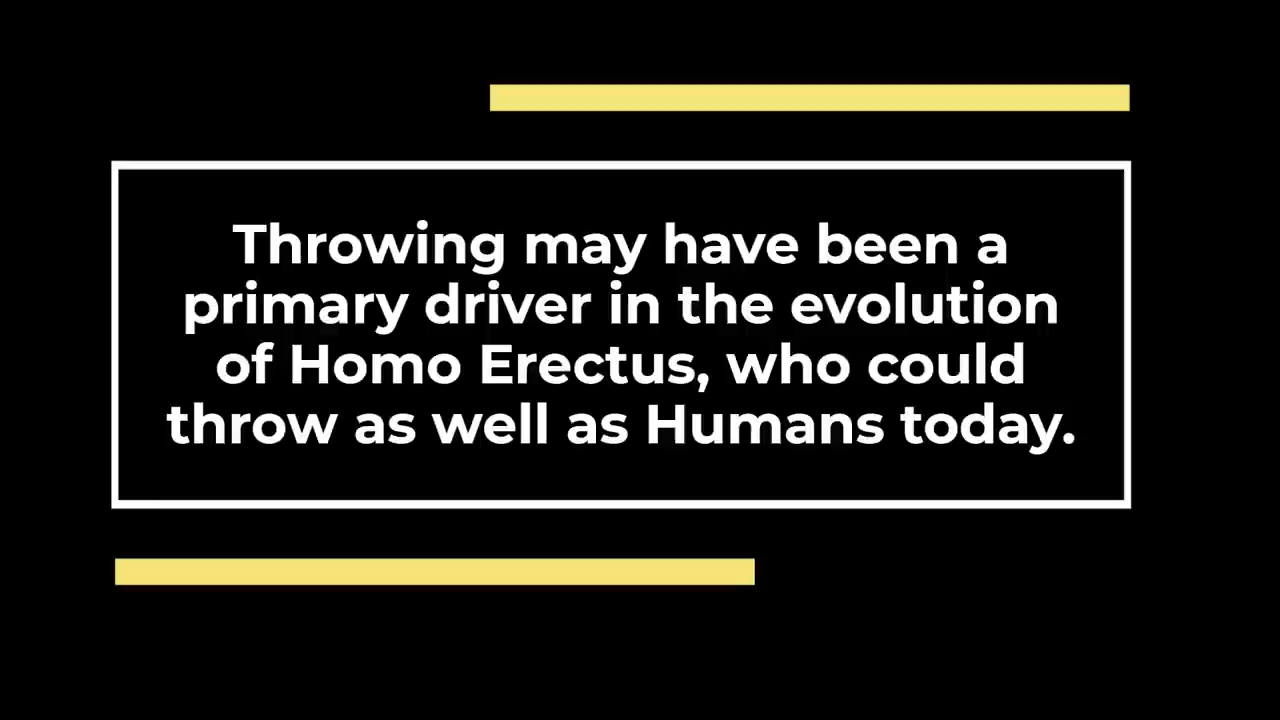 Throwing may have been a
primary driver in the evolution
of Homo Erectus, who could
throw as well as Humans today.